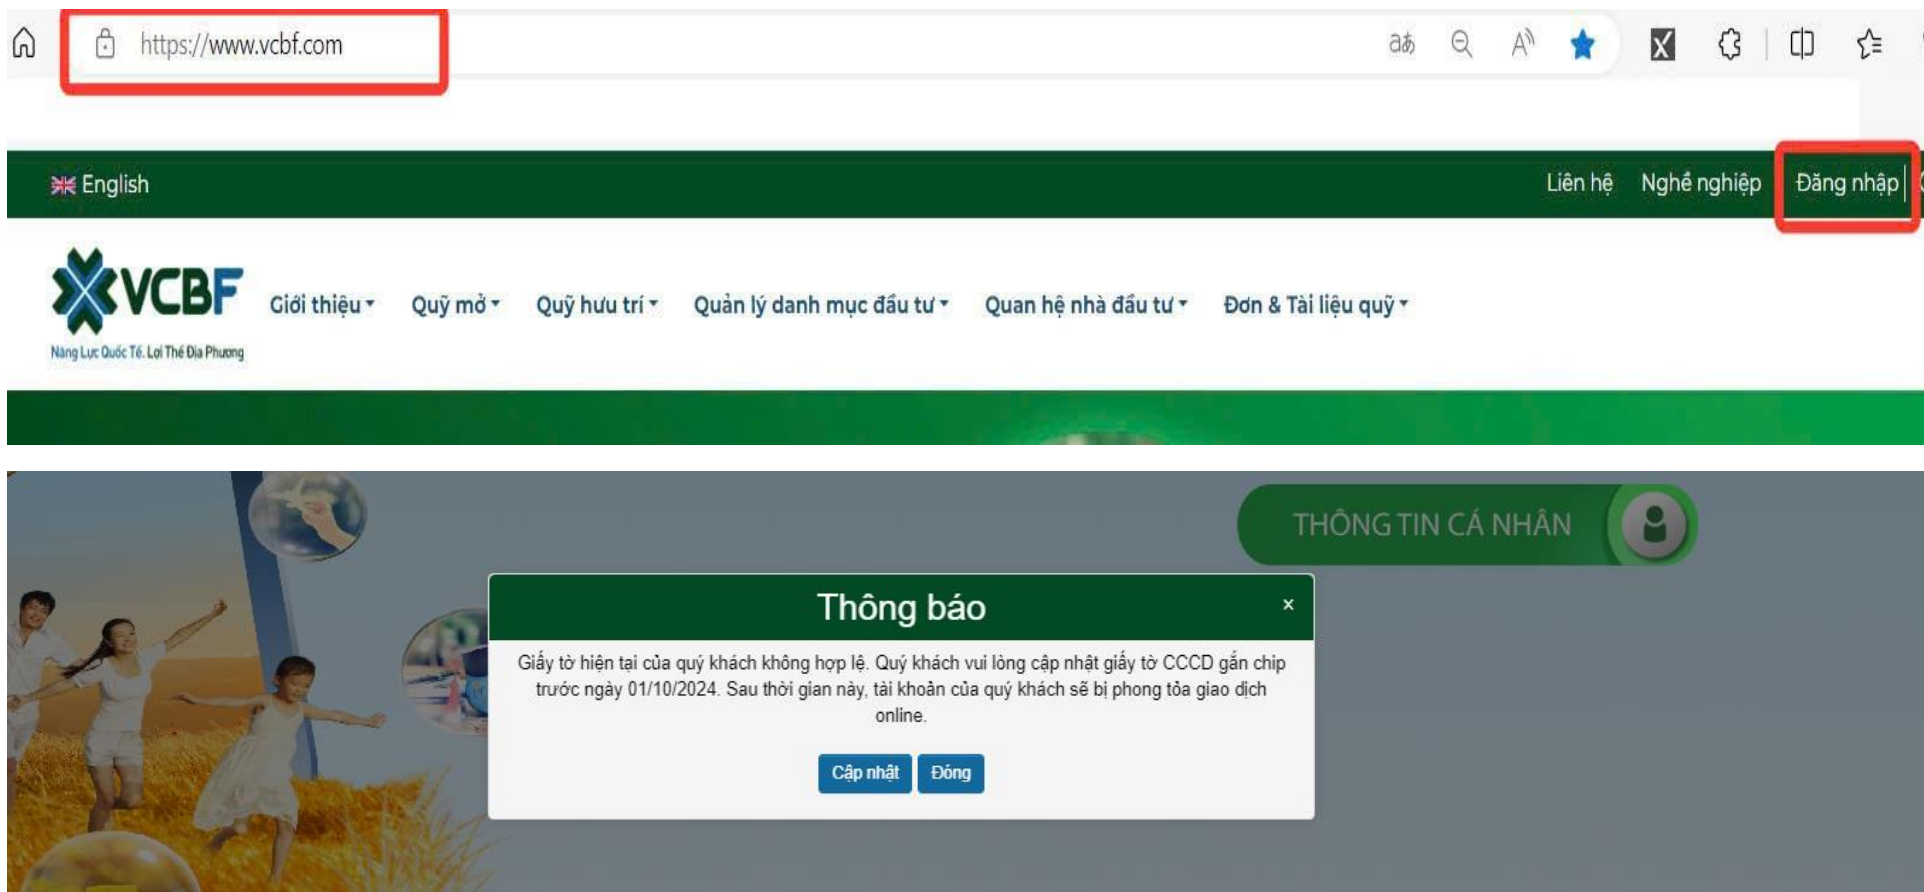 https://www.vcbf.com
English
Liên hệ Nghề nghiệp Đăng nhập
VCBF
Năng Lực Quốc Tế. Lợi Thế Địa Phương
Giới thiệu Quỹ mở Quỹ hưu trí Quản lý danh mục đầu tư Quan hệ nhà đầu tư Đơn & Tài liệu quỹ
THÔNG TIN CÁ NHÂN
Thông báo
x
Giấy tờ hiện tại của quý khách không hợp lệ. Quý khách vui lòng cập nhật giấy tờ CCCD gắn chip
trước ngày 01/10/2024. Sau thời gian này, tài khoản của quý khách sẽ bị phong tỏa giao dịch
online.
Cập nhật Đóng